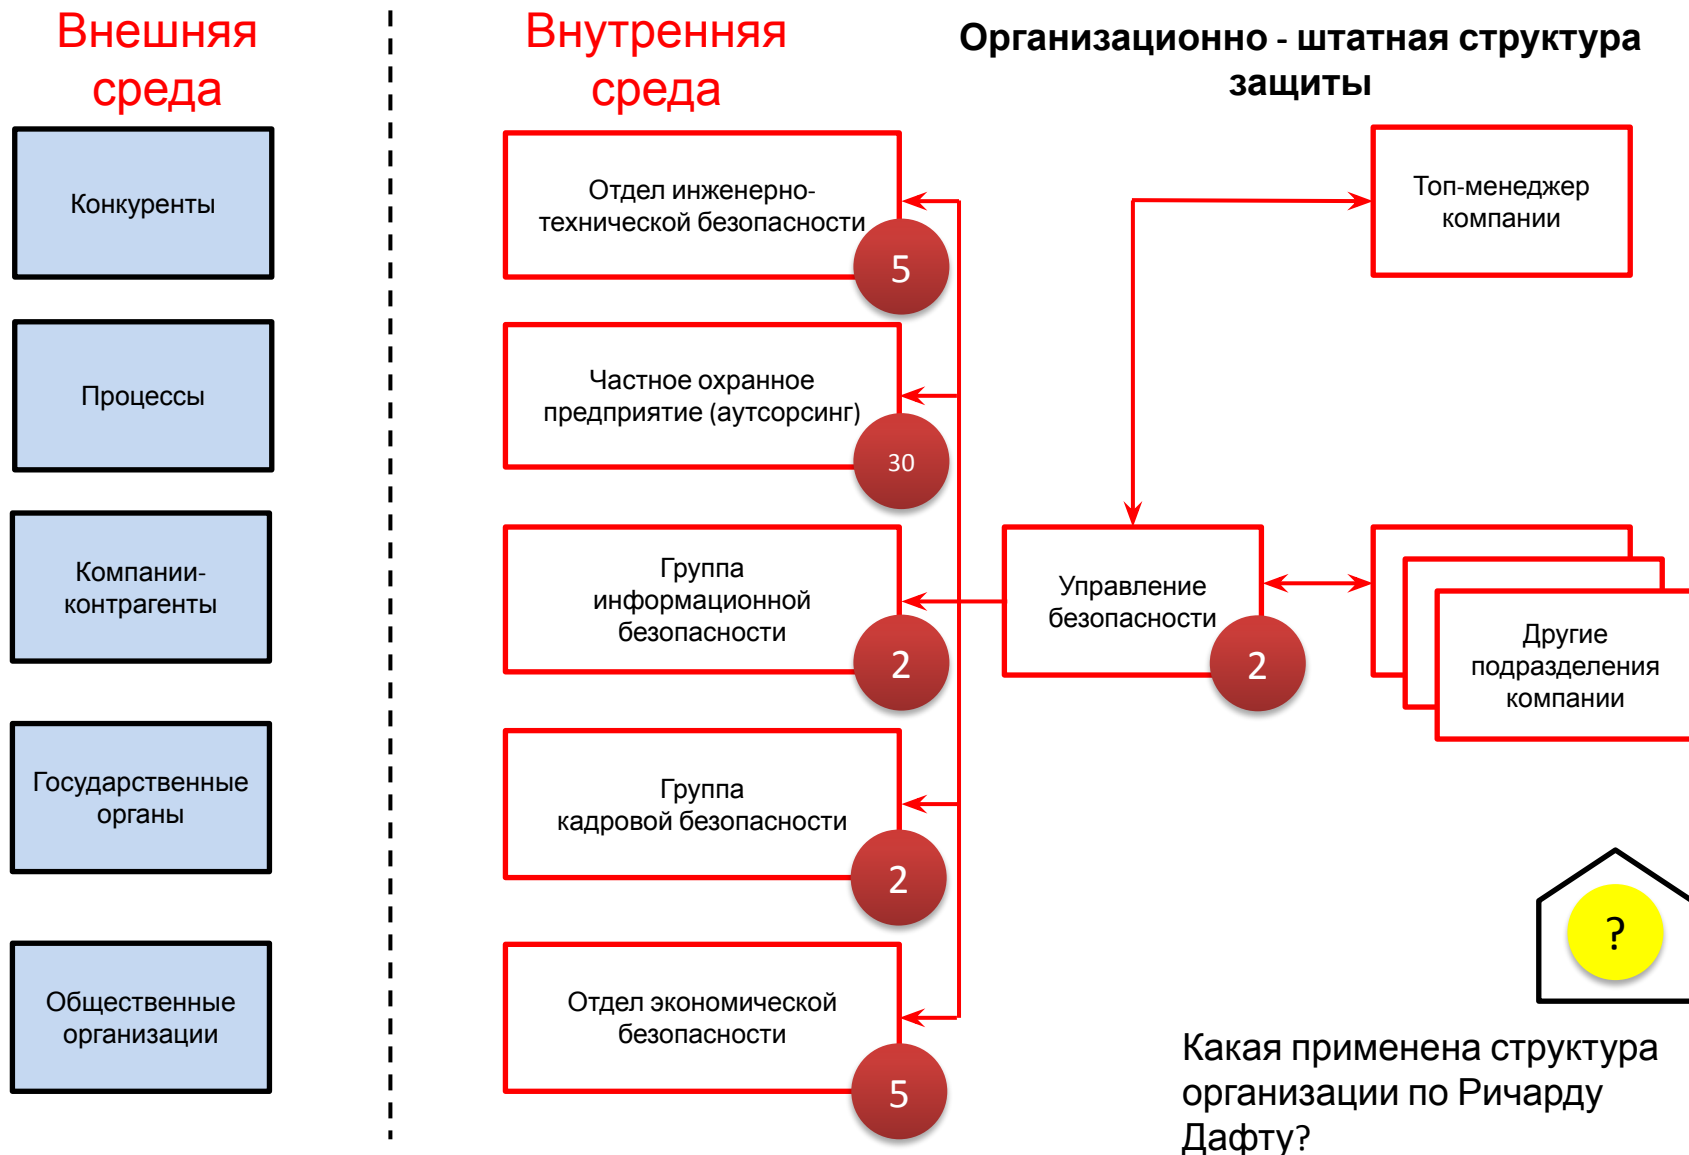 Внешняя
среда
Внутренняя
среда
Организационно - штатная структура
защиты
Конкуренты
Процессы
Компании-
контрагенты
Государственные
органы
Общественные
организации
Отдел инженерно-
технической безопасности
5
Частное охранное
предприятие (аутсорсинг)
30
Группа
информационной
безопасности
2
Группа
кадровой безопасности
2
Отдел экономической
безопасности
5
Управление
безопасности
2
Топ-менеджер
компании
Другие
подразделения
компании
?
Какая применена структура
организации по Ричарду
Дафту?